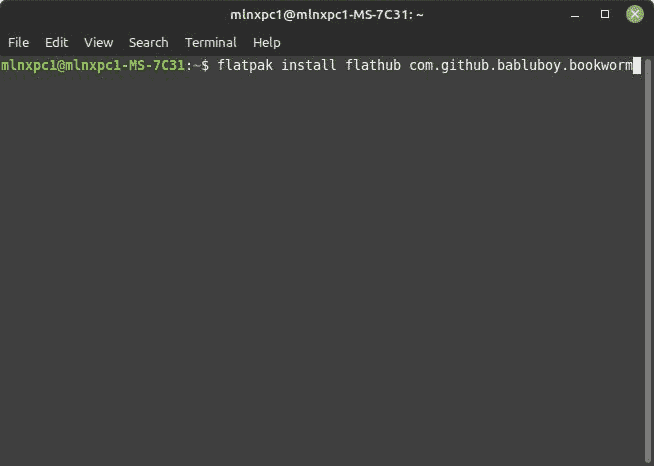 mlnxpc1@mlnxpc1-MS-7C31: ~
File Edit View Search Terminal Help
mlnxpc1@mlnxpc1-MS-7C31:~$ flatpak install flathub com.github.babluboy.bookworm